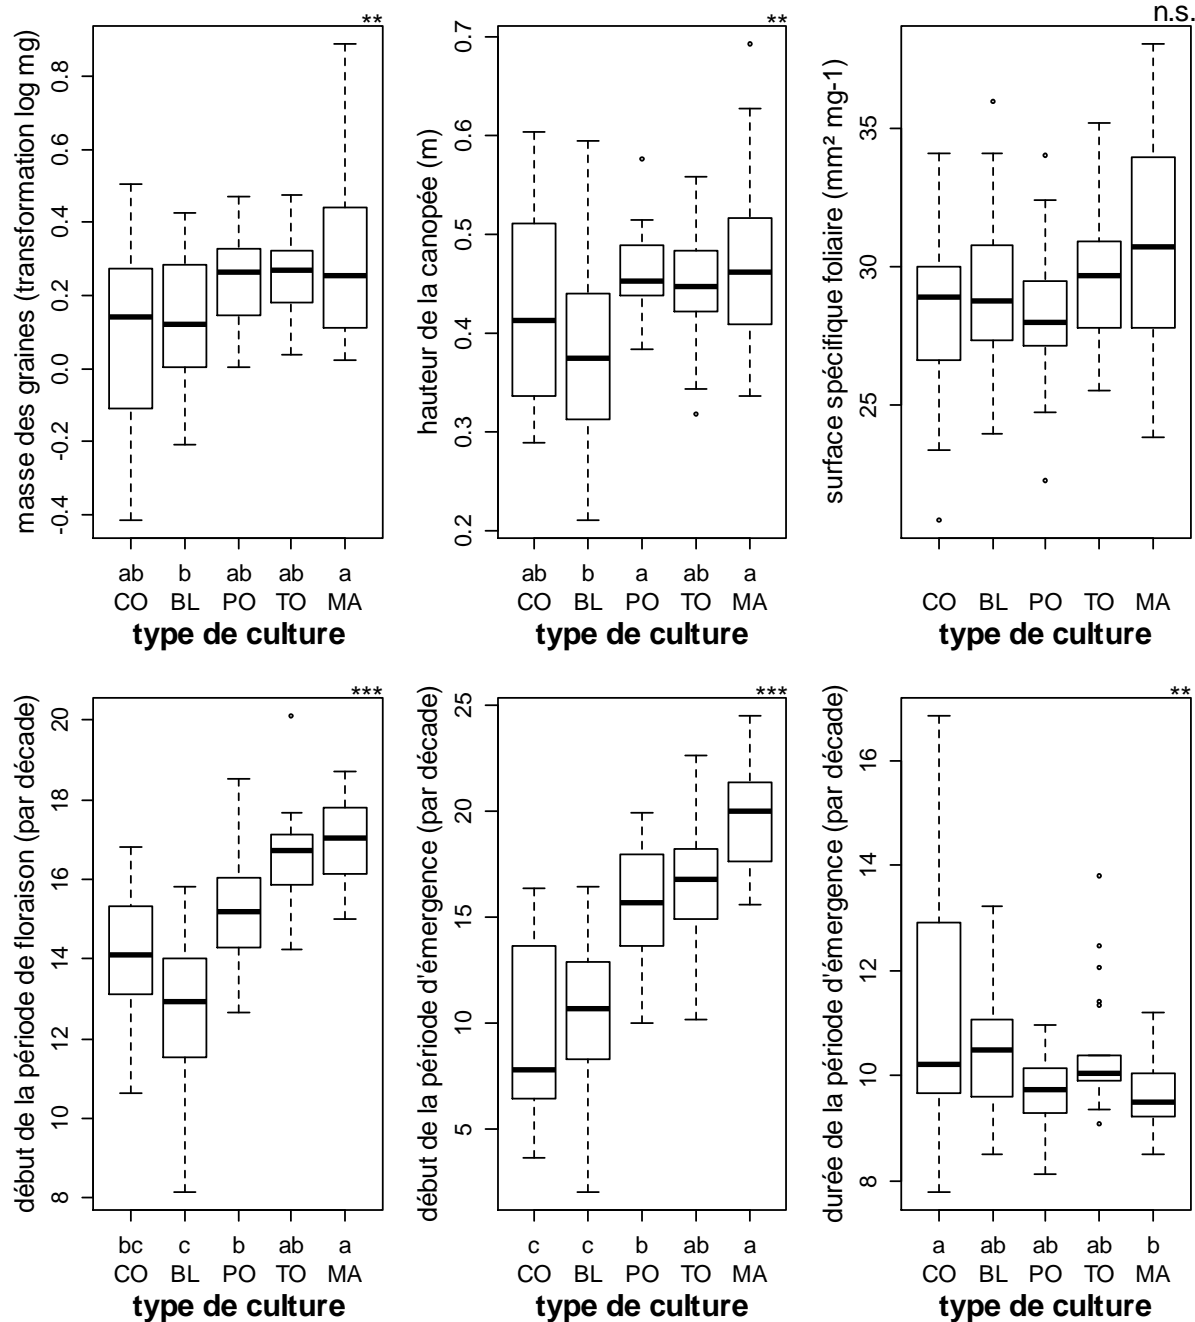 **
masse des graines (transformation log mg)
0.8
0.6
0.4
0.2
0.0
-0.2
-0.4
ab b ab ab a
CO BL PO TO MA
type de culture
**
hauteur de la canopée (m)
0.7
0.6
0.5
0.4
0.3
0.2
ab b a ab a
CO BL PO TO MA
type de culture
n.s.
surface spécifique foliaire (mm² mg-1)
35
30
25
CO BL PO TO MA
type de culture
***
début de la période de floraison (par décade)
20
18
16
14
12
10
8
bc c b ab a
CO BL PO TO MA
type de culture
***
début de la période d'émergence (par décade)
25
20
15
10
5
c c b ab a
CO BL PO TO MA
type de culture
**
durée de la période d'émergence (par décade)
16
14
12
10
8
a ab ab ab b
CO BL PO TO MA
type de culture